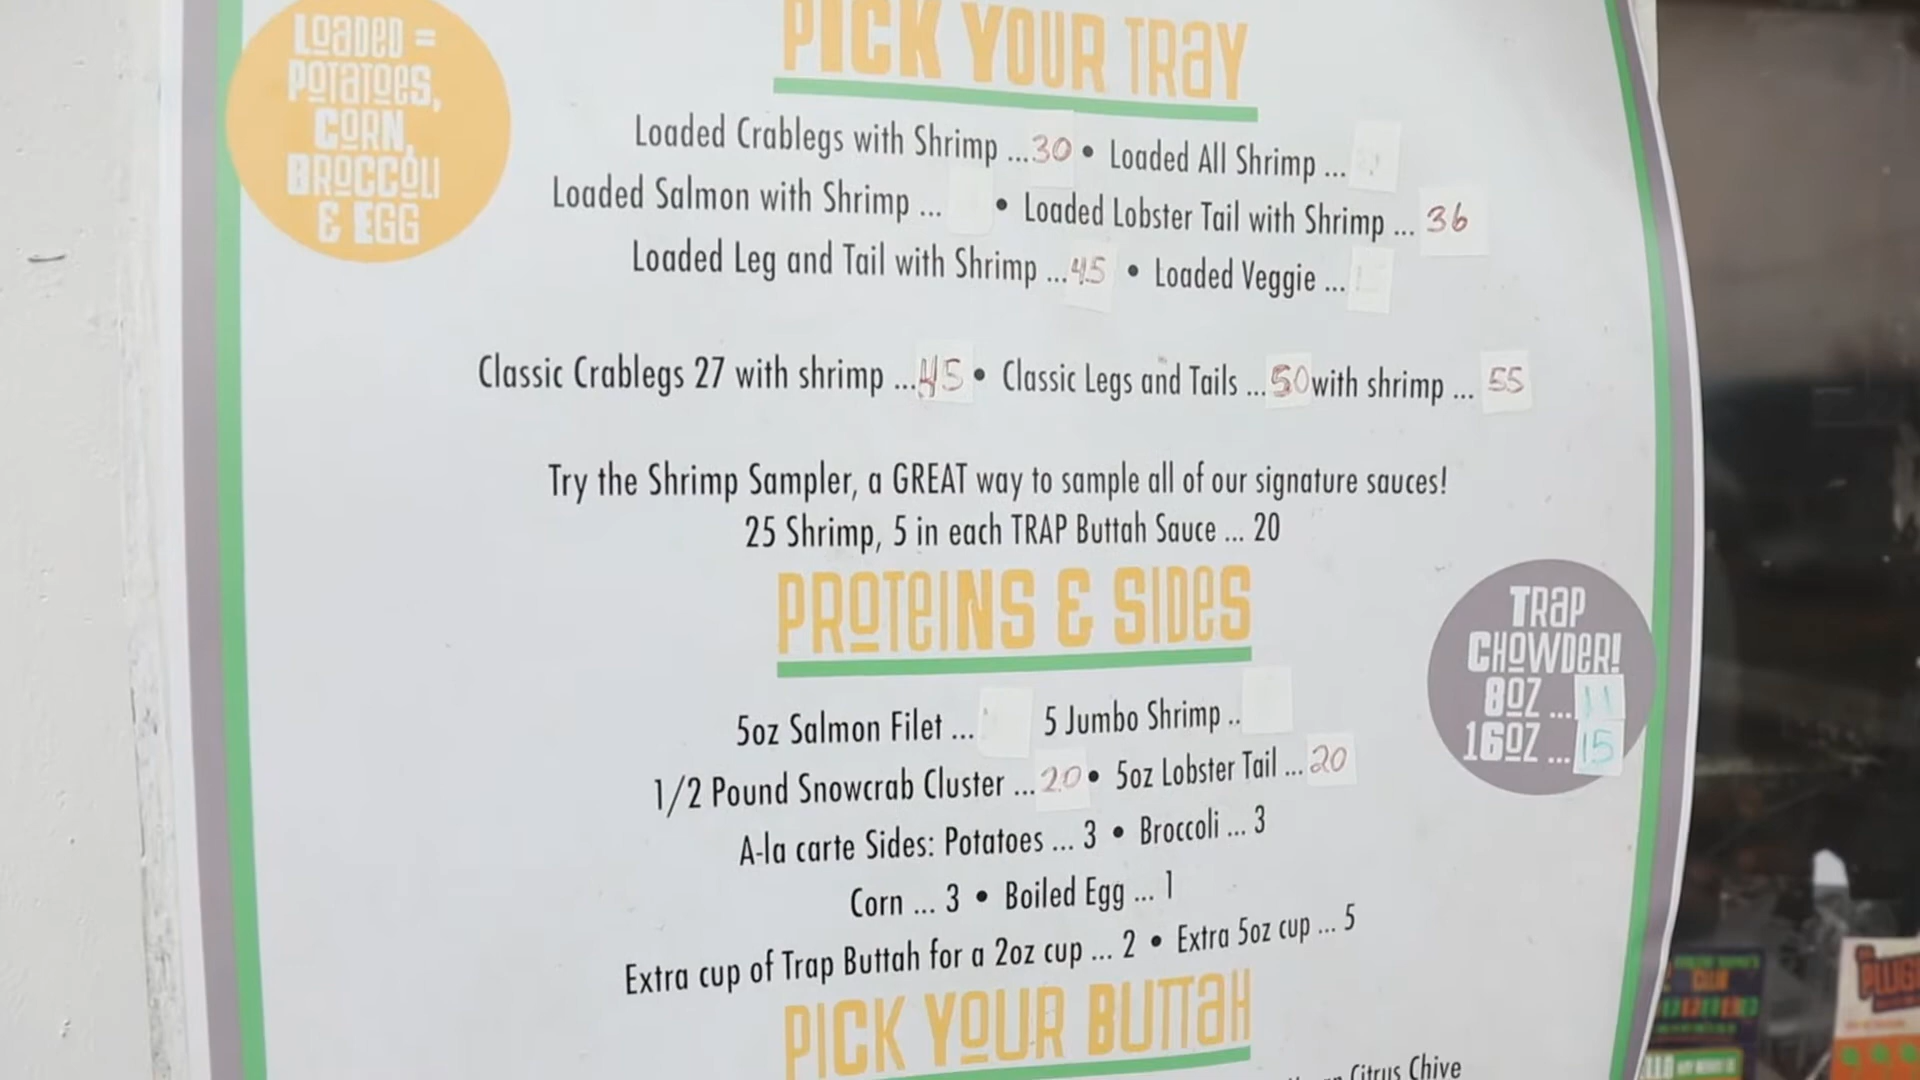 LOADED =
POTATOES,
CORN,
BROCCOLI
& EGG
PICK YOUR TRAY
Loaded Crablegs with Shrimp ...30 • Loaded All Shrimp ...
Loaded Salmon with Shrimp ... • Loaded Lobster Tail with Shrimp ... 36
Loaded Leg and Tail with Shrimp ...45 • Loaded Veggie ...
Classic Crablegs 27 with shrimp ...45 • Classic Legs and Tails ...50 with shrimp ... 55
Try the Shrimp Sampler, a GREAT way to sample all of our signature sauces!
25 Shrimp, 5 in each TRAP Buttah Sauce ... 20
PROTEINS & SIDES
5oz Salmon Filet ... 5 Jumbo Shrimp ..
1/2 Pound Snowcrab Cluster ...20 • 5oz Lobster Tail ...20
A-la carte Sides: Potatoes ... 3 • Broccoli ... 3
Corn ... 3 • Boiled Egg ... 1
Extra cup of Trap Buttah for a 2oz cup ... 2 • Extra 5oz cup ... 5
TRAP
CHOWDER!
8OZ ...11
16OZ ...15
PICK YOUR BUTTAH
Citrus Chive